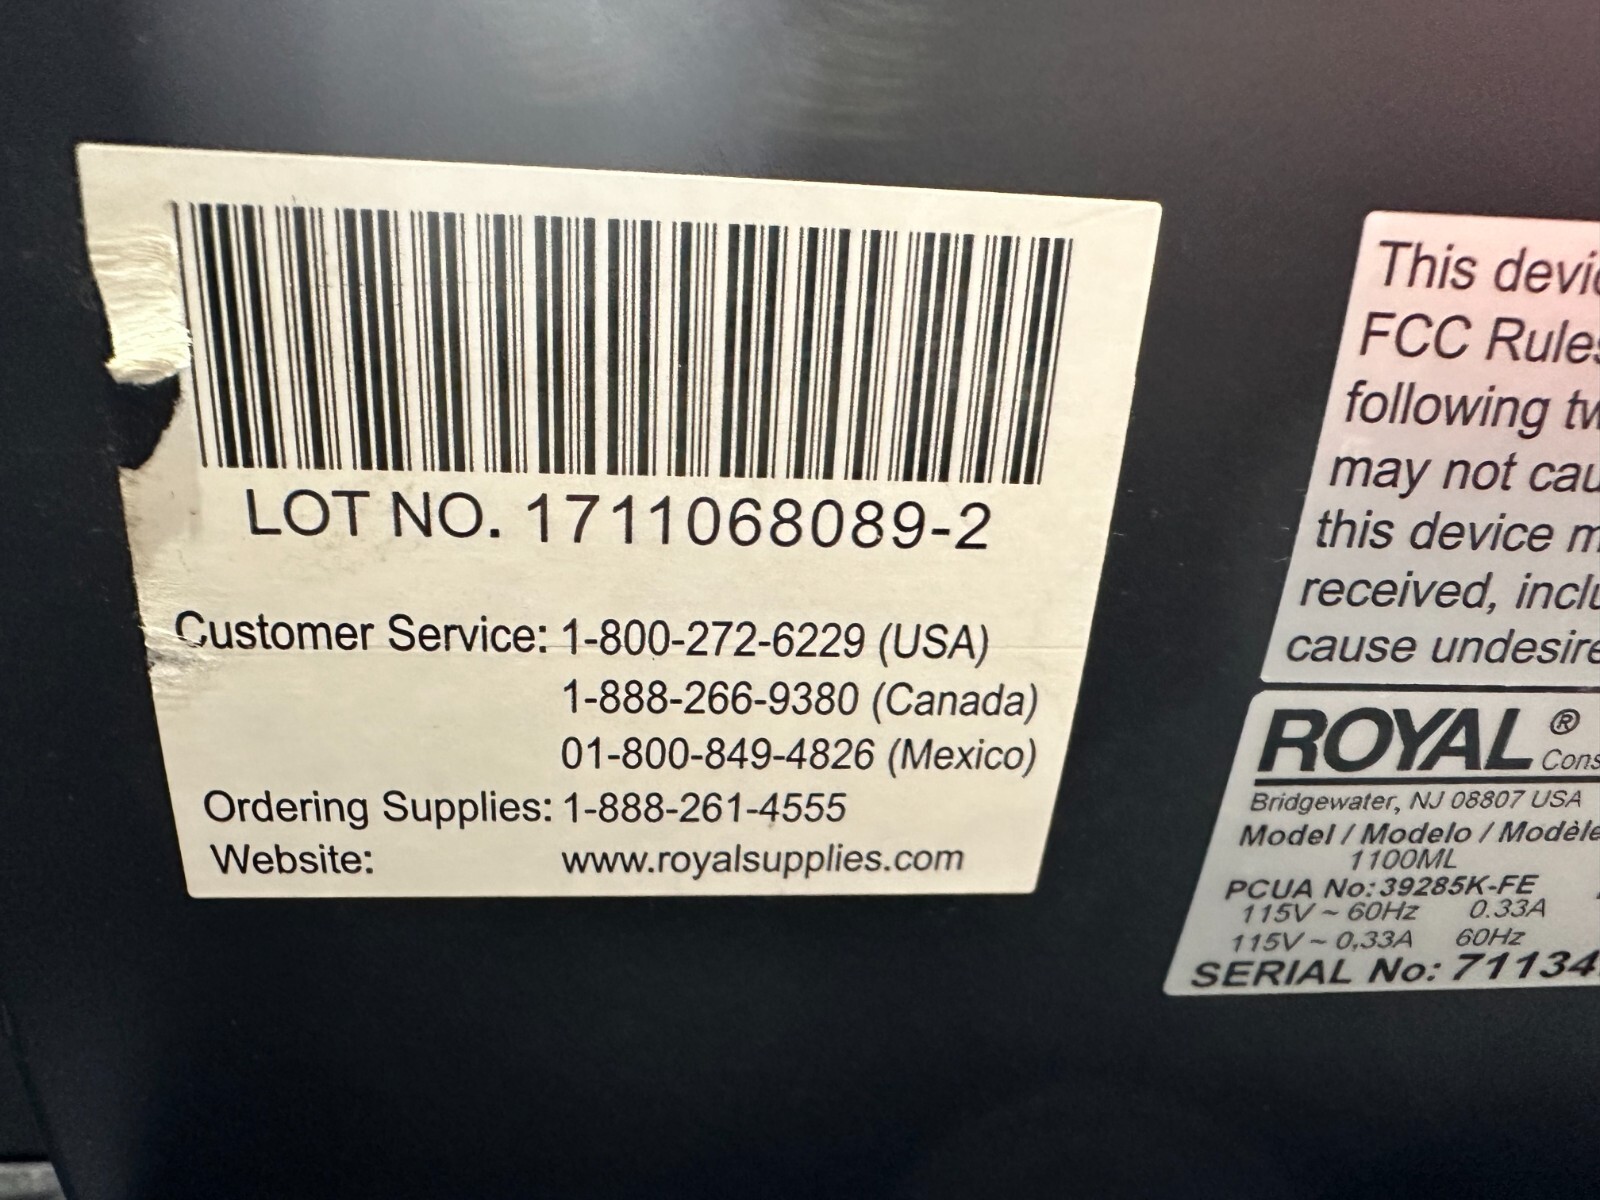 LOT NO. 1711068089-2
Customer Service: 1-800-272-6229 (USA)
1-888-266-9380 (Canada)
01-800-849-4826 (Mexico)
Ordering Supplies: 1-888-261-4555
Website: www.royalsupplies.com
This devic
FCC Rules
following tw
may not cau
this device m
received, inclu
cause undesire
ROYAL®
Cons
Bridgewater, NJ 08807 USA
Model / Modelo / Modèle
1100ML
PCUA No: 39285K-FE
115V ~ 60Hz 0.33A
115V ~ 0,33A 60Hz
SERIAL No: 71134